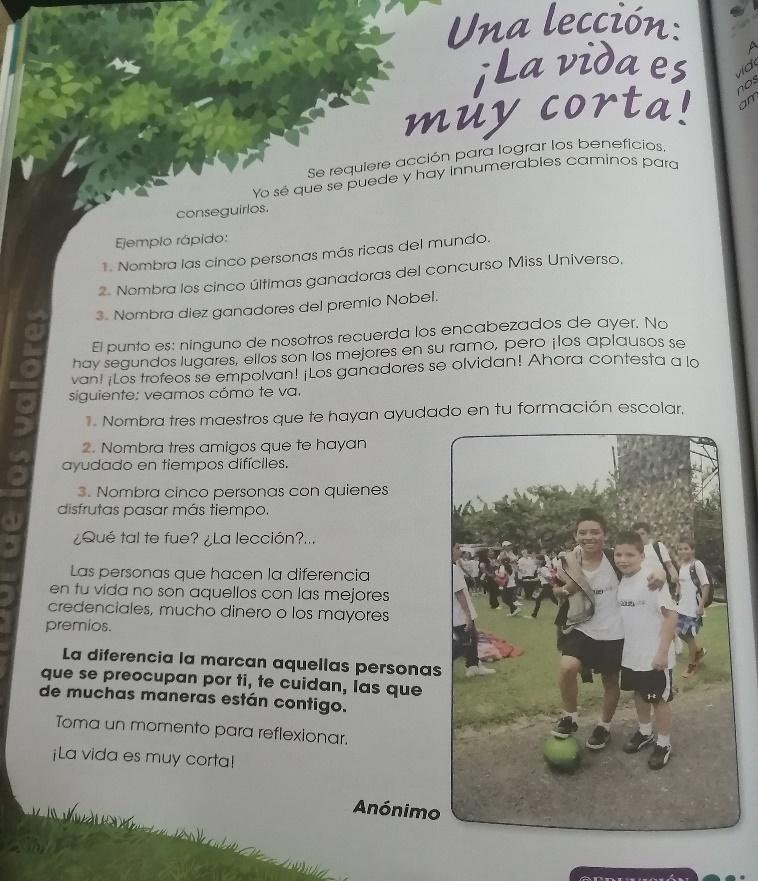 Una lección:
¡La vida es
muy corta!
Se requiere acción para lograr los beneficios.
Yo sé que se puede y hay innumerables caminos para
conseguirlos.
Ejemplo rápido:
1. Nombra las cinco personas más ricas del mundo.
2. Nombra los cinco últimas ganadoras del concurso Miss Universo.
3. Nombra diez ganadores del premio Nobel.
El punto es: ninguno de nosotros recuerda los encabezados de ayer. No
hay segundos lugares, ellos son los mejores en su ramo, pero ¡los aplausos se
van! ¡Los trofeos se empolvan! ¡Los ganadores se olvidan! Ahora contesta a lo
siguiente; veamos cómo te va.
1. Nombra tres maestros que te hayan ayudado en tu formación escolar.
2. Nombra tres amigos que te hayan
ayudado en tiempos difíciles.
3. Nombra cinco personas con quienes
disfrutas pasar más tiempo.
¿Qué tal te fue? ¿La lección?...
Las personas que hacen la diferencia
en tu vida no son aquellos con las mejores
credenciales, mucho dinero o los mayores
premios.
La diferencia la marcan aquellas personas
que se preocupan por ti, te cuidan, las que
de muchas maneras están contigo.
Toma un momento para reflexionar.
¡La vida es muy corta!
Anónimo
de los valores